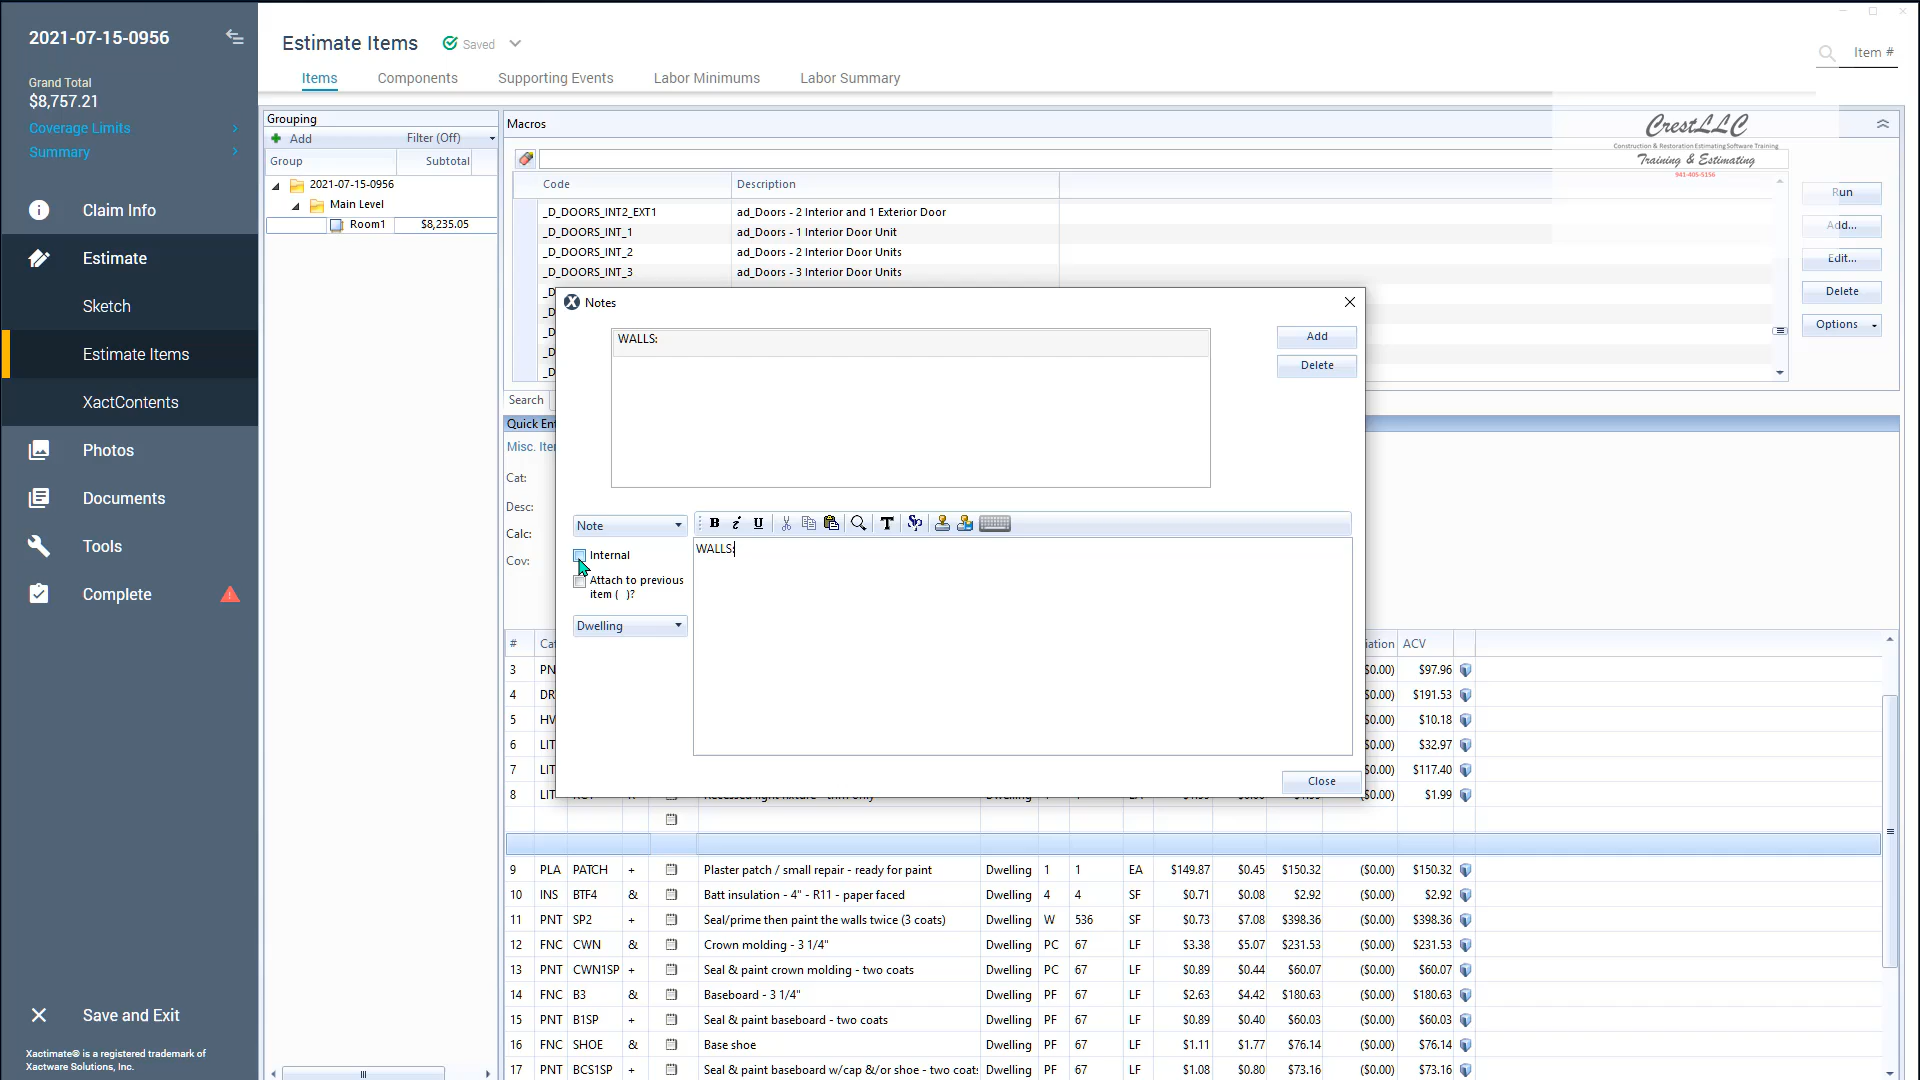 2021-07-15-0956
Grand Total
$8,757.21
Coverage Limits
Summary
Claim Info
Estimate
Sketch
Estimate Items
XactContents
Photos
Documents
Tools
Complete
Save and Exit
Xactimate® is a registered trademark of
Xactware Solutions, Inc.
Estimate Items
Saved
Item #
Items Components Supporting Events Labor Minimums Labor Summary
Grouping
Add Filter (Off)
Group Subtotal
2021-07-15-0956
Main Level
Room1 $8,235.05
Macros
CrestLLC
Construction & Restoration Estimating Software Training
Training & Estimating
941-405-5156
Code Description
_D_DOORS_INT2_EXT1 ad_Doors - 2 Interior and 1 Exterior Door
_D_DOORS_INT_1 ad_Doors - 1 Interior Door Unit
_D_DOORS_INT_2 ad_Doors - 2 Interior Door Units
_D_DOORS_INT_3 ad_Doors - 3 Interior Door Units
_D
_D
_D
_D
_D
Run
Add...
Edit...
Delete
Options
Search
Quick Ent
Misc. Iter
Cat:
Desc:
Calc:
Cov:
Notes
WALLS:
Add
Delete
Note
B i U T
Internal
Attach to previous
item ( )?
Dwelling
WALLS:
Close
# Cat iation ACV
3 PN $0.00) $97.96
4 DR $0.00) $191.53
5 HV $0.00) $10.18
6 LIT $0.00) $32.97
7 LIT $0.00) $117.40
8 LIT $0.00) $1.99
9 PLA PATCH + Plaster patch / small repair - ready for paint Dwelling 1 1 EA $149.87 $0.45 $150.32 ($0.00) $150.32
10 INS BTF4 & Batt insulation - 4" - R11 - paper faced Dwelling 4 4 SF $0.71 $0.08 $2.92 ($0.00) $2.92
11 PNT SP2 + Seal/prime then paint the walls twice (3 coats) Dwelling W 536 SF $0.73 $7.08 $398.36 ($0.00) $398.36
12 FNC CWN & Crown molding - 3 1/4" Dwelling PC 67 LF $3.38 $5.07 $231.53 ($0.00) $231.53
13 PNT CWN1SP + Seal & paint crown molding - two coats Dwelling PC 67 LF $0.89 $0.44 $60.07 ($0.00) $60.07
14 FNC B3 & Baseboard - 3 1/4" Dwelling PF 67 LF $2.63 $4.42 $180.63 ($0.00) $180.63
15 PNT B1SP + Seal & paint baseboard - two coats Dwelling PF 67 LF $0.89 $0.40 $60.03 ($0.00) $60.03
16 FNC SHOE & Base shoe Dwelling PF 67 LF $1.11 $1.77 $76.14 ($0.00) $76.14
17 PNT BCS1SP + Seal & paint baseboard w/cap &/or shoe - two coat: Dwelling PF 67 LF $1.08 $0.80 $73.16 ($0.00) $73.16